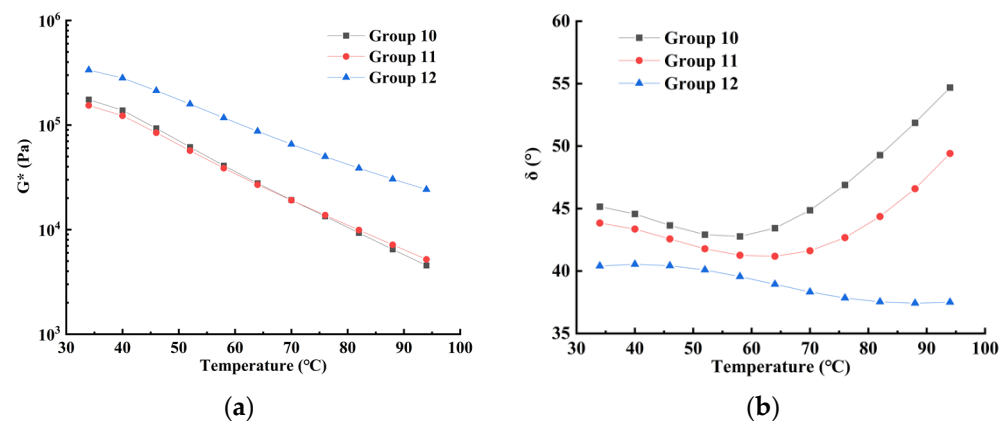 10⁶
10⁵
10⁴
10³
G* (Pa)
30 40 50 60 70 80 90 100
Temperature (℃)
Group 10
Group 11
Group 12
(a)
60
55
50
45
40
35
δ (°)
30 40 50 60 70 80 90 100
Temperature (℃)
Group 10
Group 11
Group 12
(b)